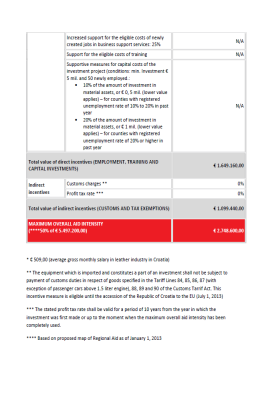 Increased support for the eligible costs of newly
created jobs in business support services: 25%
N/A
Support for the eligible costs of training
N/A
Supportive measures for capital costs of the
investment project (conditions: min. Investment €
5 mil. and 50 newly employed.:
• 10% of the amount of investment in
material assets, or € 0, 5 mil. (lower value
applies) – for counties with registered
unemployment rate of 10% to 20% in past
year
• 20% of the amount of investment in
material assets, or € 1 mil. (lower value
applies) – for counties with registered
unemployment rate of 20% or higher in
past year
N/A
Total value of direct incentives (EMPLOYMENT, TRAINING AND
CAPITAL INVESTMENTS)
€ 1.649.160,00
Indirect
incentives
Customs charges **
0%
Profit tax rate ***
0%
Total value of indirect incentives (CUSTOMS AND TAX EXEMPTIONS)
€ 1.099.440,00
MAXIMUM OVERALL AID INTENSITY
(****50% of € 5.497.200,00)
€ 2.748.600,00
* € 509,00 (average gross monthly salary in leather industry in Croatia)
** The equipment which is imported and constitutes a part of an investment shall not be subject to
payment of customs duties in respect of goods specified in the Tariff Lines 84, 85, 86, 87 (with
exception of passenger cars above 1.5 liter engine), 88, 89 and 90 of the Customs Tariff Act. This
incentive measure is eligible until the accession of the Republic of Croatia to the EU (July 1, 2013)
*** The stated profit tax rate shall be valid for a period of 10 years from the year in which the
investment was first made or up to the moment when the maximum overall aid intensity has been
completely used.
**** Based on proposed map of Regional Aid as of January 1, 2013